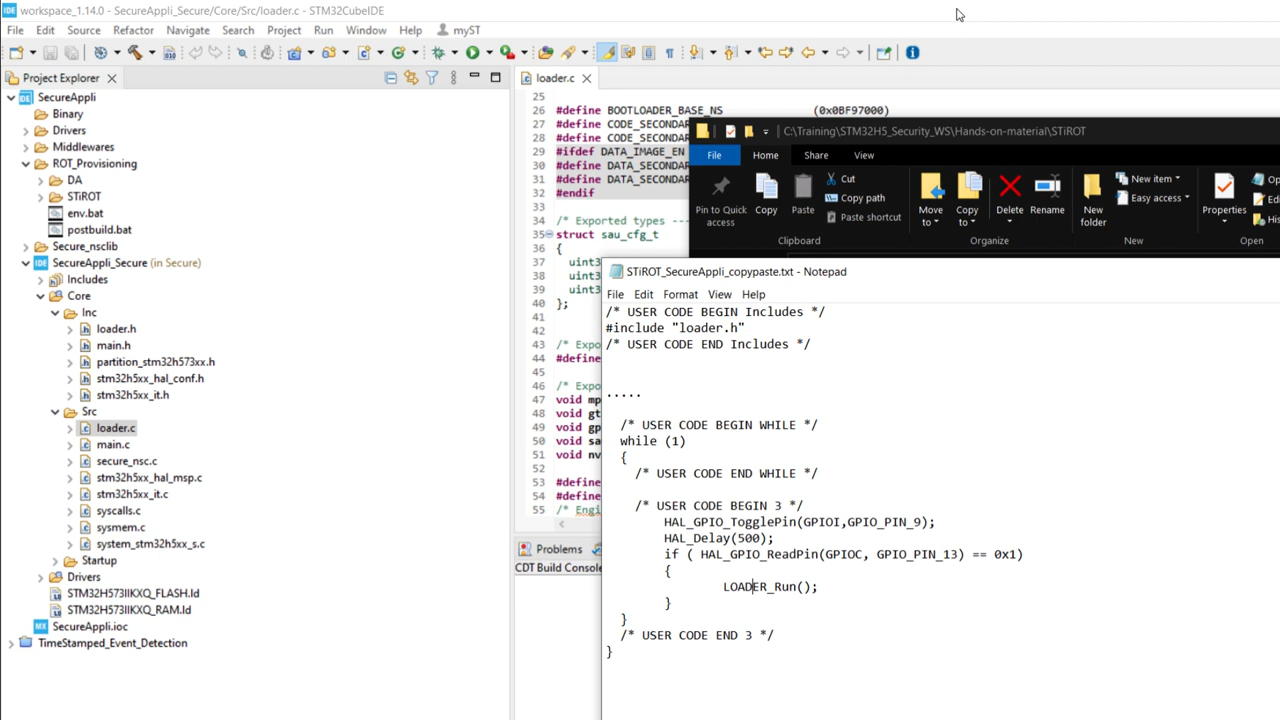 workspace_1.14.0 - SecureAppli_Secure/Core/Src/loader.c - STM32CubeIDE
File Edit Source Refactor Navigate Search Project Run Window Help myST
Project Explorer
SecureAppli
Binary
Drivers
Middlewares
ROT_Provisioning
DA
STiROT
env.bat
postbuild.bat
Secure_nsclib
SecureAppli_Secure (in Secure)
Includes
Core
Inc
loader.h
main.h
partition_stm32h573xx.h
stm32h5xx_hal_conf.h
stm32h5xx_it.h
Src
loader.c
main.c
secure_nsc.c
stm32h5xx_hal_msp.c
stm32h5xx_it.c
syscalls.c
sysmem.c
system_stm32h5xx_s.c
Startup
Drivers
STM32H573IIKXQ_FLASH.ld
STM32H573IIKXQ_RAM.ld
SecureAppli.ioc
TimeStamped_Event_Detection
loader.c
25
26 #define BOOTLOADER_BASE_NS (0x0BF97000)
27 #define CODE_SECONDAR
28 #define CODE_SECONDAR
29 #ifdef DATA_IMAGE_EN
30 #define DATA_SECONDAR
31 #define DATA_SECONDAR
32 #endif
33
34 /* Exported types ---
35 struct sau_cfg_t
36 {
37 uint3
38 uint3
39 uint3
40 };
41
42
43 /* Expo
44 #define
45
46 /* Expo
47 void mp
48 void gt
49 void gp
50 void sa
51 void nv
52
53 #define
54 #define
55 /* Engi
Problems
CDT Build Console
C:\Training\STM32H5_Security_WS\Hands-on-material\STiROT
File Home Share View
Pin to Quick access
Copy
Paste
Cut
Copy path
Paste shortcut
Clipboard
Move to
Copy to
Delete
Rename
Organize
New folder
New item
Easy access
New
Properties
Op
Edi
His
Open
STiROT_SecureAppli_copypaste.txt - Notepad
File Edit Format View Help
/* USER CODE BEGIN Includes */
#include "loader.h"
/* USER CODE END Includes */
.....
/* USER CODE BEGIN WHILE */
while (1)
{
/* USER CODE END WHILE */
/* USER CODE BEGIN 3 */
HAL_GPIO_TogglePin(GPIOI,GPIO_PIN_9);
HAL_Delay(500);
if ( HAL_GPIO_ReadPin(GPIOC, GPIO_PIN_13) == 0x1)
{
LOADER_Run();
}
}
/* USER CODE END 3 */
}